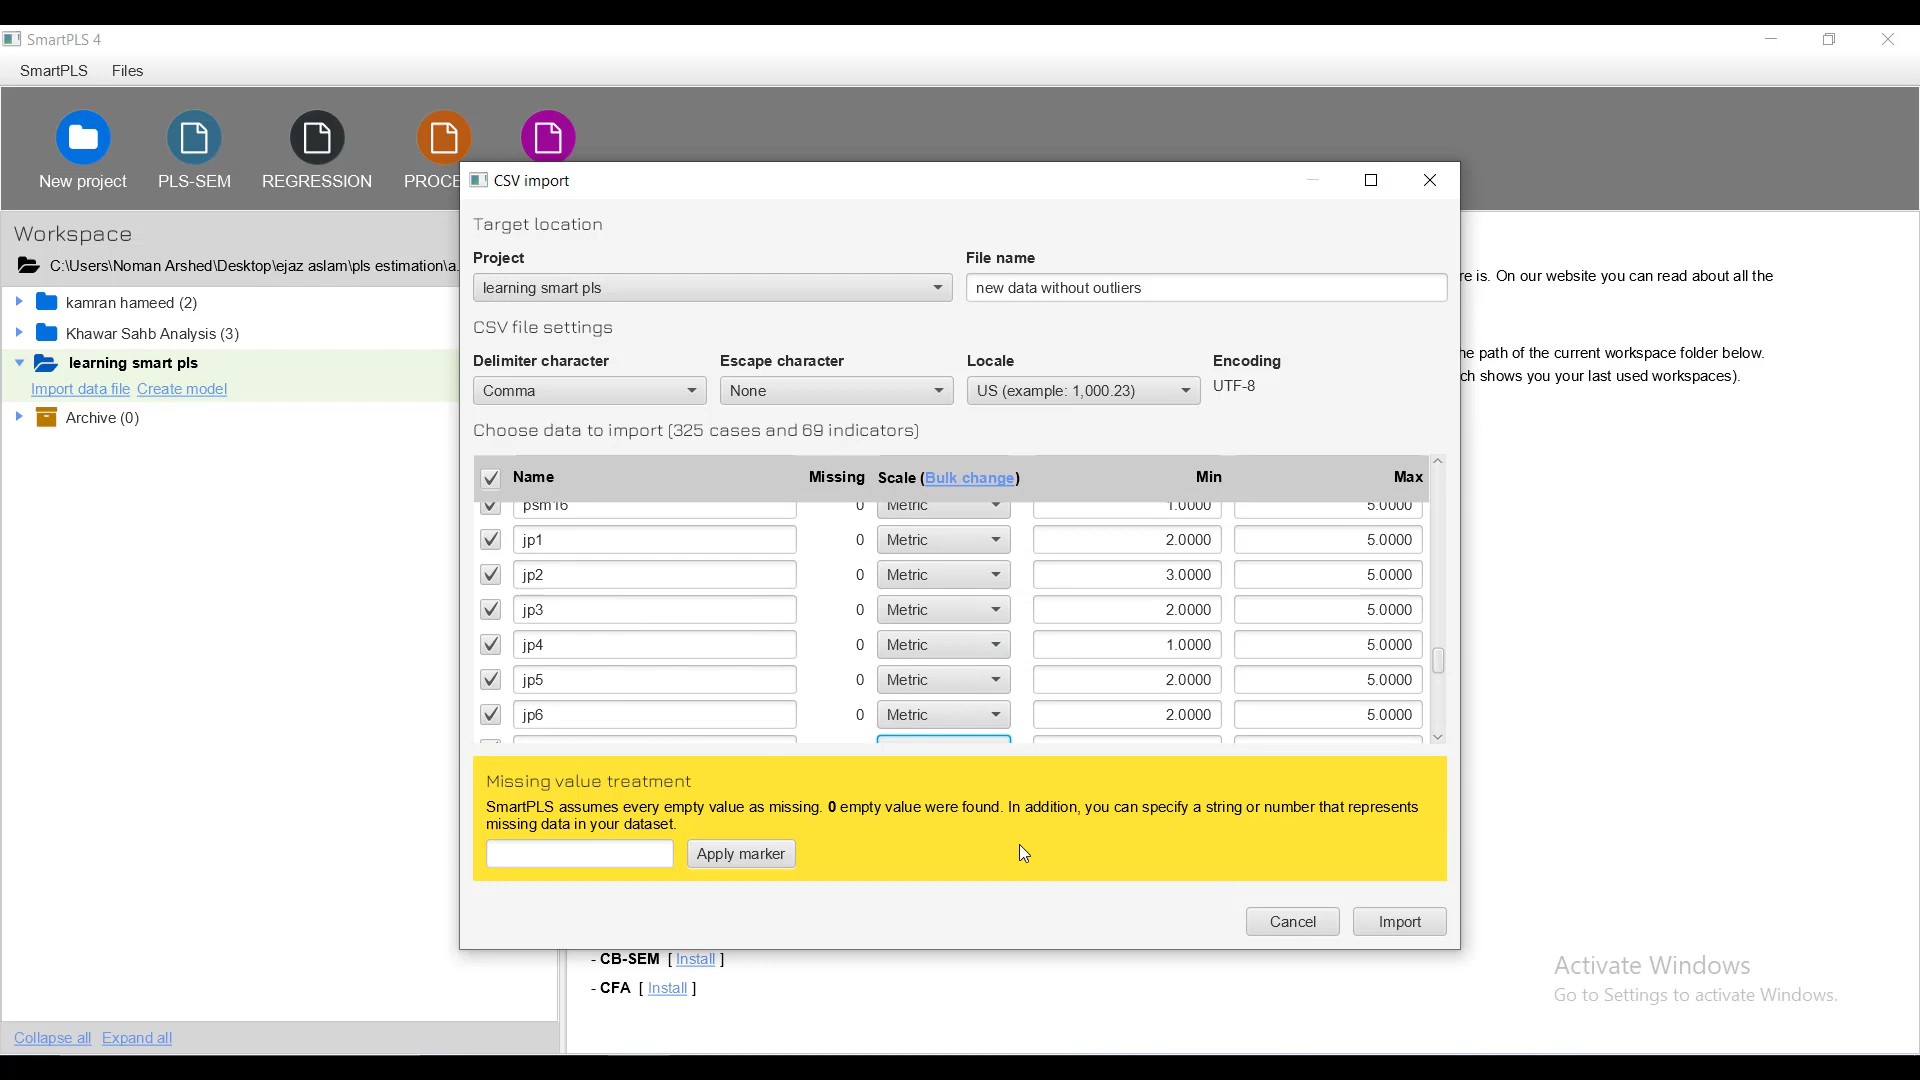 SmartPLS 4
SmartPLS Files
New project PLS-SEM REGRESSION PROCE
Workspace
C:\Users\Noman Arshed\Desktop\ejaz aslam\pls estimation\a.
kamran hameed (2)
Khawar Sahb Analysis (3)
learning smart pls
Import data file Create model
Archive (0)
CSV import
Target location
Project File name
learning smart pls new data without outliers
CSV file settings
Delimiter character Escape character Locale Encoding
Comma None US (example: 1,000.23) UTF-8
Choose data to import (325 cases and 69 indicators)
Name Missing Scale (Bulk change) Min Max
psm16 0 Metric 1.0000 5.0000
jp1 0 Metric 2.0000 5.0000
jp2 0 Metric 3.0000 5.0000
jp3 0 Metric 2.0000 5.0000
jp4 0 Metric 1.0000 5.0000
jp5 0 Metric 2.0000 5.0000
jp6 0 Metric 2.0000 5.0000
Missing value treatment
SmartPLS assumes every empty value as missing. 0 empty value were found. In addition, you can specify a string or number that represents
missing data in your dataset.
Apply marker
Cancel Import
re is. On our website you can read about all the
he path of the current workspace folder below.
ch shows you your last used workspaces).
- CB-SEM [ Install ]
- CFA [ Install ]
Activate Windows
Go to Settings to activate Windows.
Collapse all Expand all